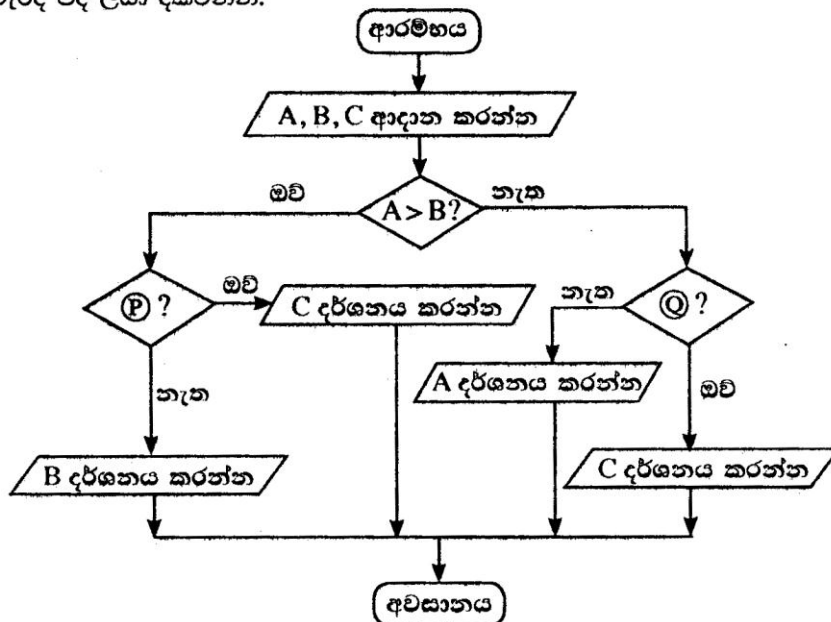 ආරම්භය
A, B, C ආදාන කරන්න
ඔව්
A > B?
නැත
Ⓟ ?
ඔව්
C දර්ශනය කරන්න
නැත
Ⓠ ?
A දර්ශනය කරන්න
නැත
ඔව්
B දර්ශනය කරන්න
C දර්ශනය කරන්න
අවසානය